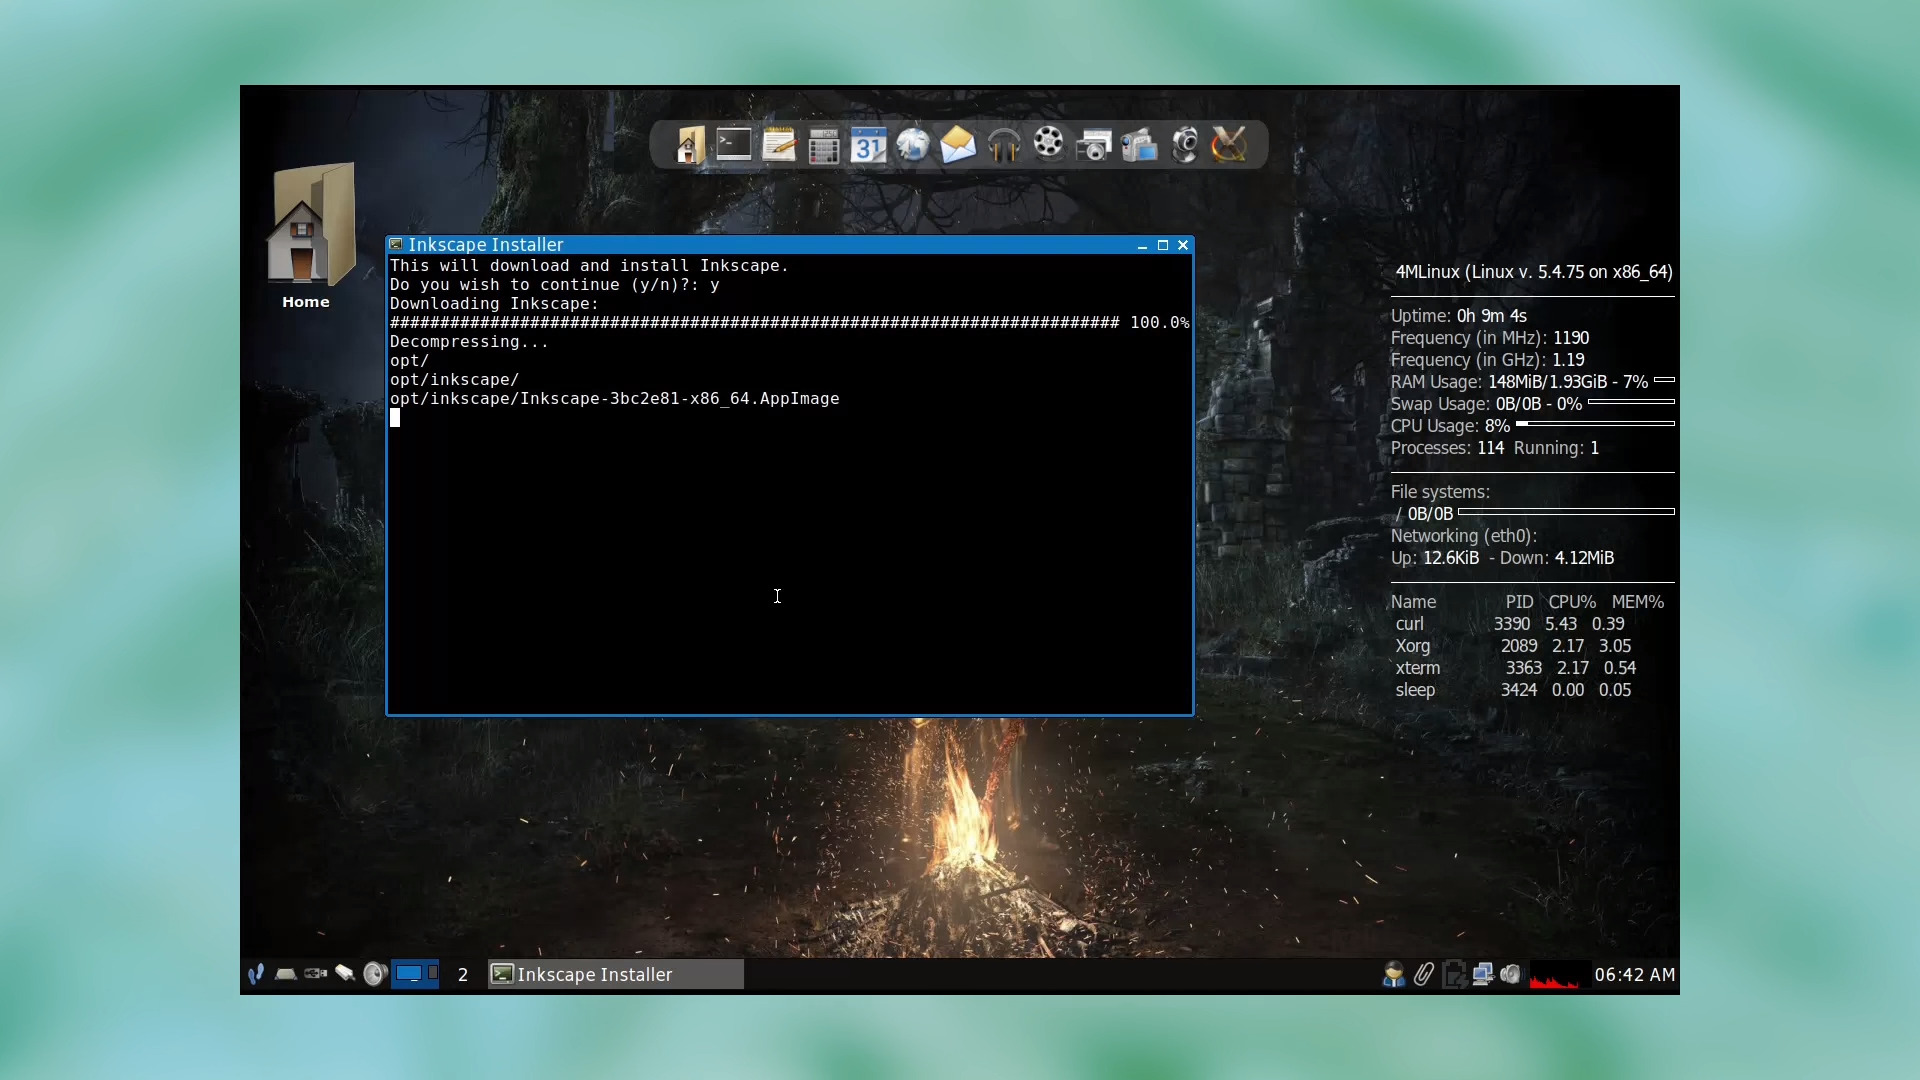 31
Home
Inkscape Installer
This will download and install Inkscape.
Do you wish to continue (y/n)?: y
Downloading Inkscape:
######################################################################### 100.0%
Decompressing...
opt/
opt/inkscape/
opt/inkscape/Inkscape-3bc2e81-x86_64.AppImage
4MLinux (Linux v. 5.4.75 on x86_64)
Uptime: 0h 9m 4s
Frequency (in MHz): 1190
Frequency (in GHz): 1.19
RAM Usage: 148MiB/1.93GiB - 7%
Swap Usage: 0B/0B - 0%
CPU Usage: 8%
Processes: 114 Running: 1
File systems:
/ 0B/0B
Networking (eth0):
Up: 12.6KiB - Down: 4.12MiB
Name PID CPU% MEM%
curl 3390 5.43 0.39
Xorg 2089 2.17 3.05
xterm 3363 2.17 0.54
sleep 3424 0.00 0.05
2 Inkscape Installer 06:42 AM